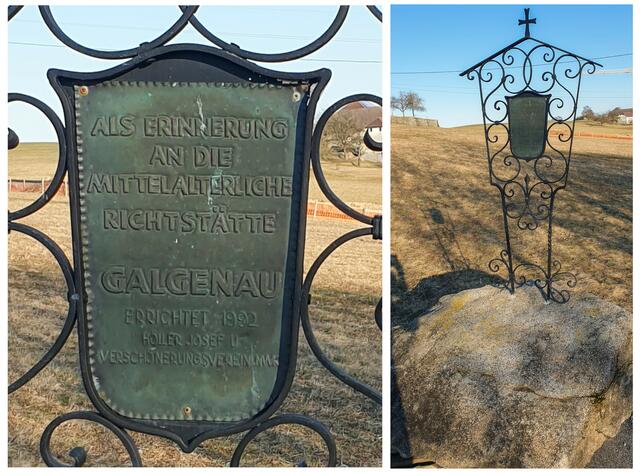 ALS ERINNERUNG
AN DIE
MITTELALTERLICHE
RICHTSTÄTTE
GALGENAU
ERRICHTET 1992
HOLLER JOSEF U.
VERSCHÖNERUNGSVEREIN